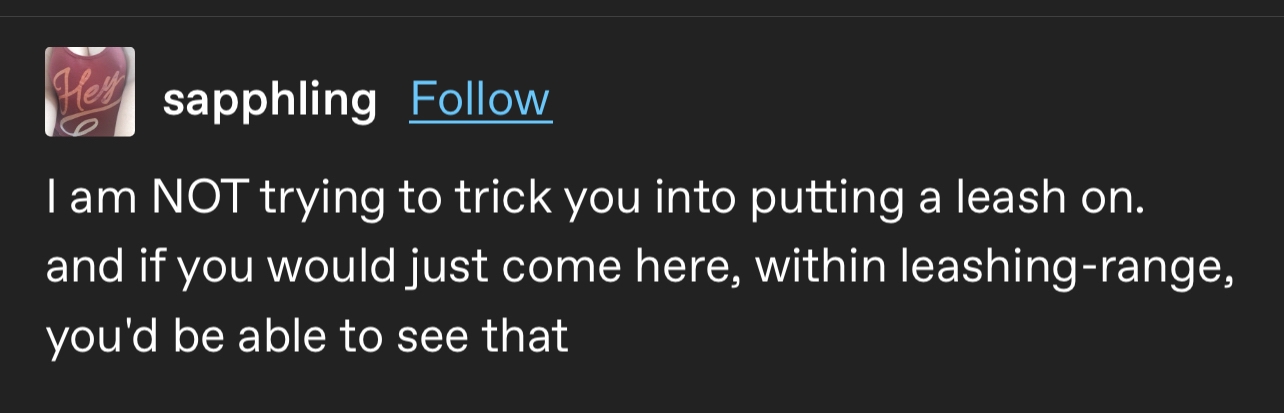 Hey
sapphling Follow
I am NOT trying to trick you into putting a leash on.
and if you would just come here, within leashing-range,
you'd be able to see that